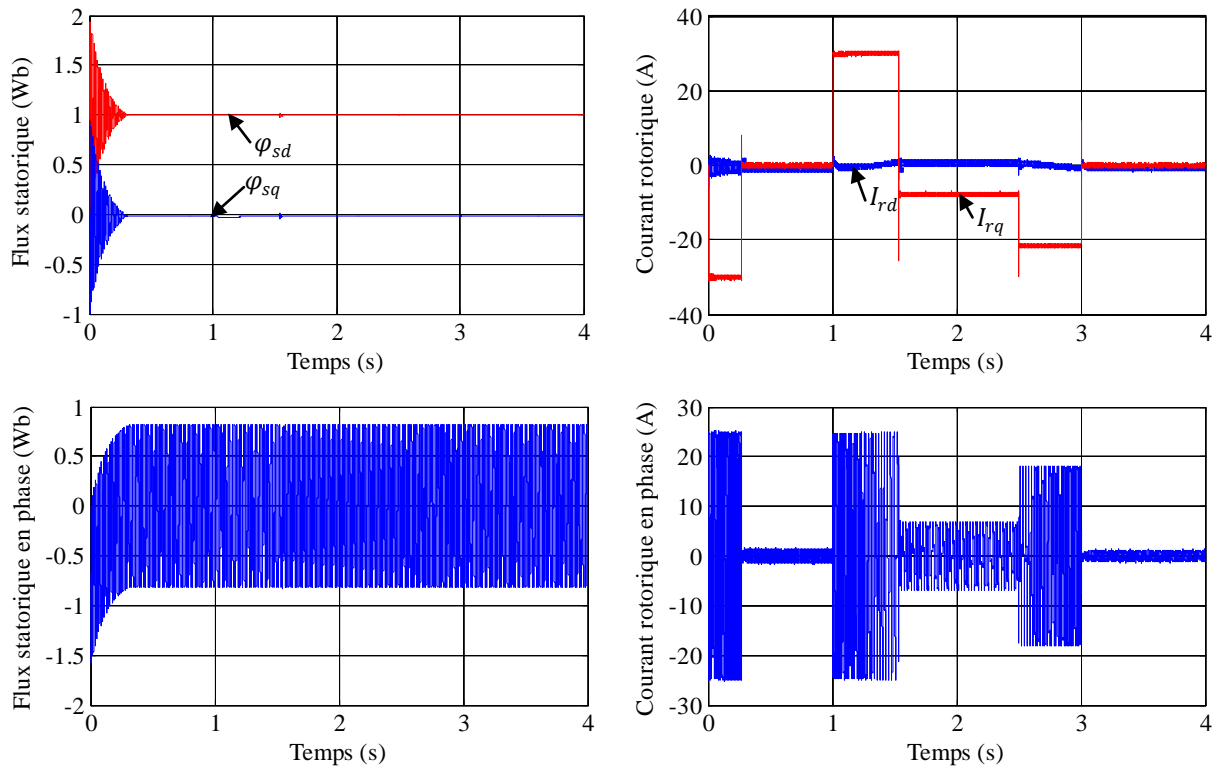 Flux statorique (Wb)
2
1.5
1
0.5
0
-0.5
-1
φsd
φsq
0 1 2 3 4
Temps (s)
Courant rotorique (A)
40
20
0
-20
-40
Ird
Irq
0 1 2 3 4
Temps (s)
Flux statorique en phase (Wb)
1
0.5
0
-0.5
-1
-1.5
-2
0 1 2 3 4
Temps (s)
Courant rotorique en phase (A)
30
20
10
0
-10
-20
-30
0 1 2 3 4
Temps (s)